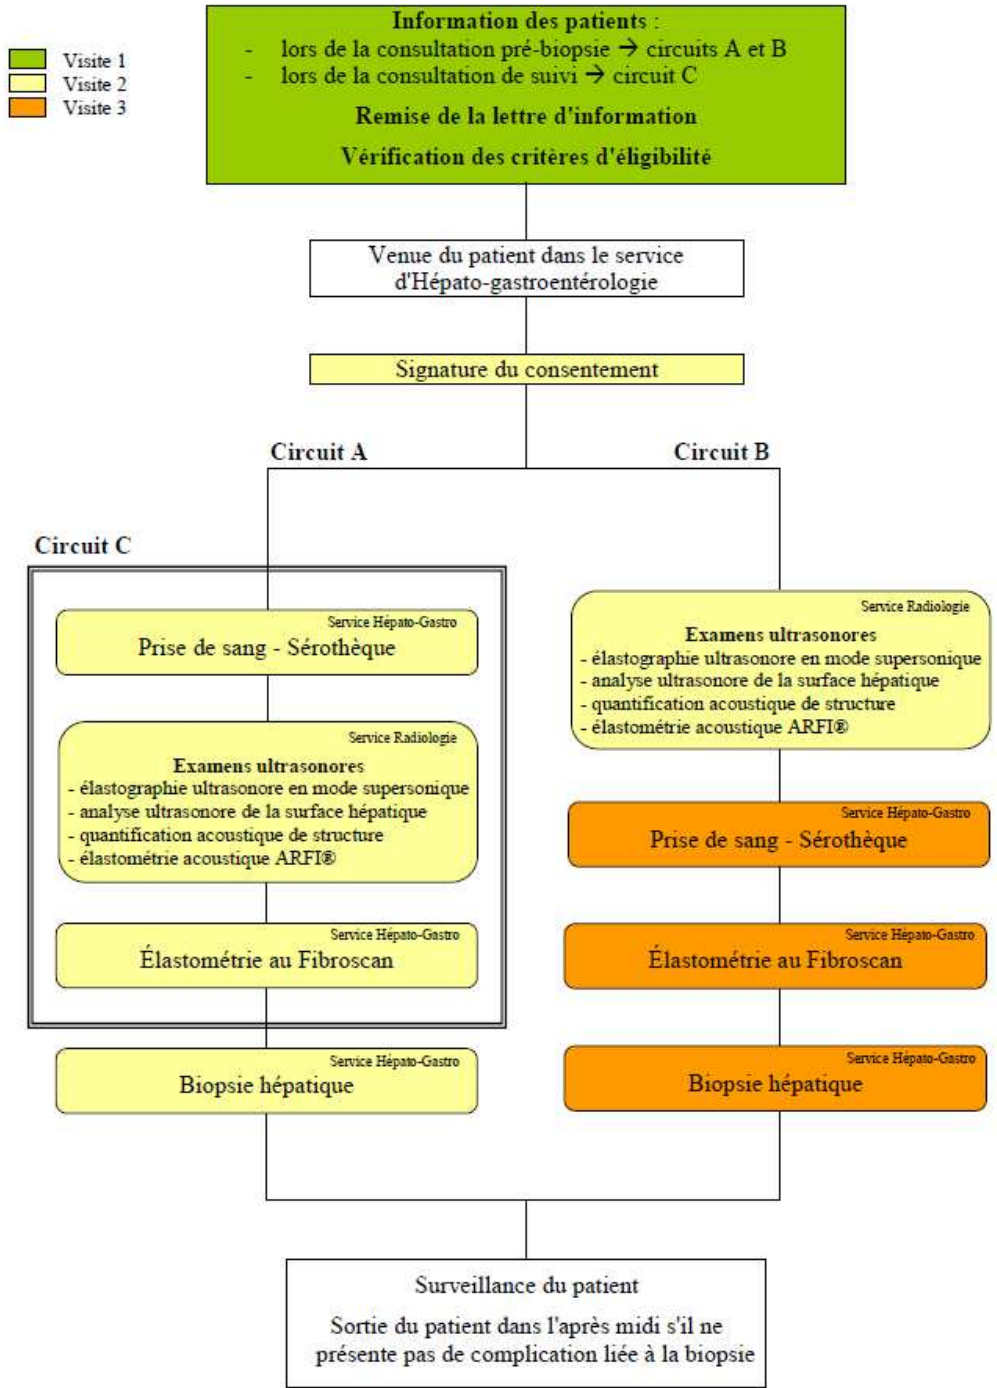 Information des patients :
- lors de la consultation pré-biopsie → circuits A et B
- lors de la consultation de suivi → circuit C
Remise de la lettre d'information
Vérification des critères d'éligibilité
Visite 1
Visite 2
Visite 3
Venue du patient dans le service
d'Hépato-gastroentérologie
Signature du consentement
Circuit A
Circuit B
Circuit C
Service Hépato-Gastro
Prise de sang - Sérothèque
Service Radiologie
Examens ultrasonores
- élastographie ultrasonore en mode supersonique
- analyse ultrasonore de la surface hépatique
- quantification acoustique de structure
- élastométrie acoustique ARFI®
Service Hépato-Gastro
Élastométrie au Fibroscan
Service Hépato-Gastro
Biopsie hépatique
Service Radiologie
Examens ultrasonores
- élastographie ultrasonore en mode supersonique
- analyse ultrasonore de la surface hépatique
- quantification acoustique de structure
- élastométrie acoustique ARFI®
Service Hépato-Gastro
Prise de sang - Sérothèque
Service Hépato-Gastro
Élastométrie au Fibroscan
Service Hépato-Gastro
Biopsie hépatique
Surveillance du patient
Sortie du patient dans l'après midi s'il ne
présente pas de complication liée à la biopsie